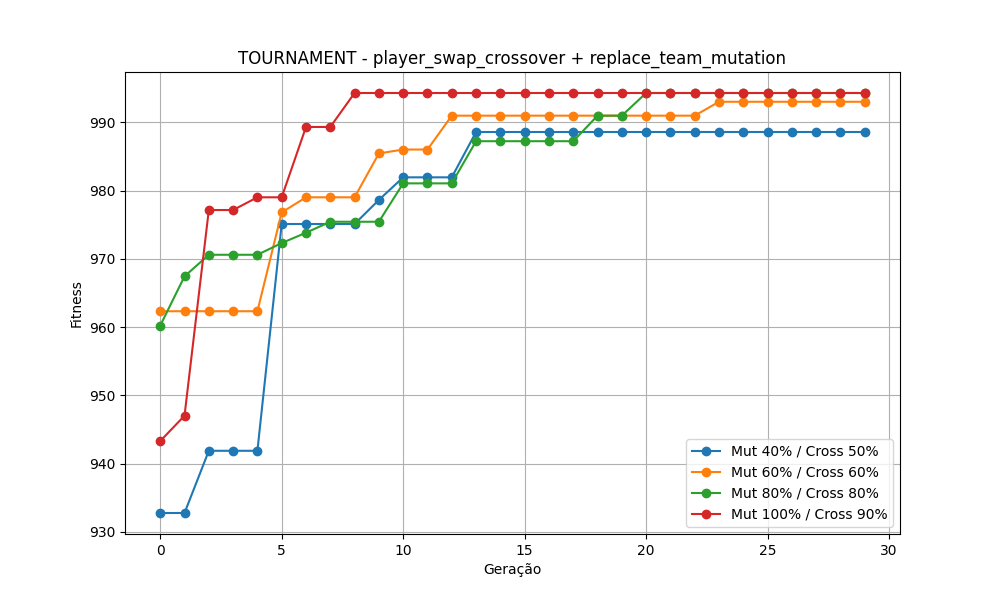 TOURNAMENT - player_swap_crossover + replace_team_mutation
Fitness
990
980
970
960
950
940
930
0 5 10 15 20 25 30
Geração
Mut 40% / Cross 50%
Mut 60% / Cross 60%
Mut 80% / Cross 80%
Mut 100% / Cross 90%